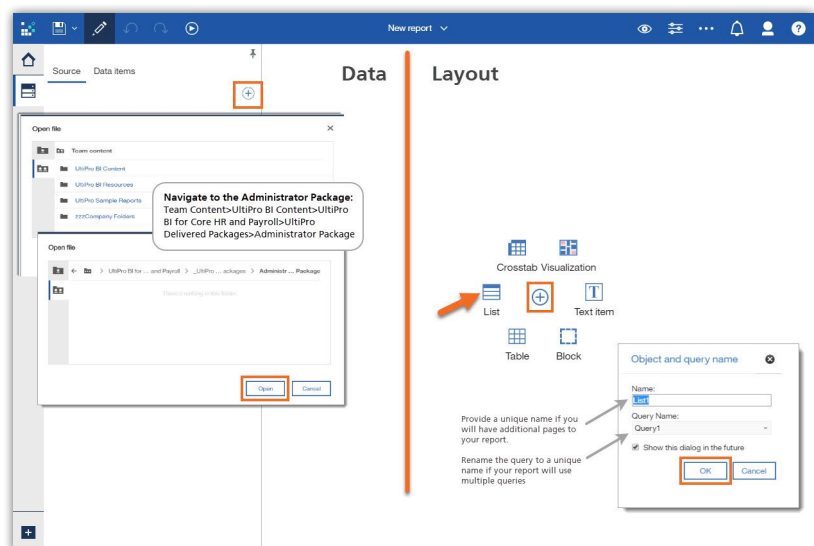 New report
Source Data items
Data
Layout
Open file
Team content
UltiPro BI Content
UltiPro BI Resources
UltiPro Sample Reports
zzzCompany Folders
Navigate to the Administrator Package:
Team Content>UltiPro BI Content>UltiPro
BI for Core HR and Payroll>UltiPro
Delivered Packages>Administrator Package
Open file
UltiPro BI for ... and Payroll > _UltiPro ... ackages > Administr ... Package
There's nothing in this folder.
Open Cancel
Crosstab Visualization
List Text item
Table Block
Object and query name
Name:
List1
Query Name:
Query1
Show this dialog in the future
OK Cancel
Provide a unique name if you
will have additional pages to
your report.
Rename the query to a unique
name if your report will use
multiple queries